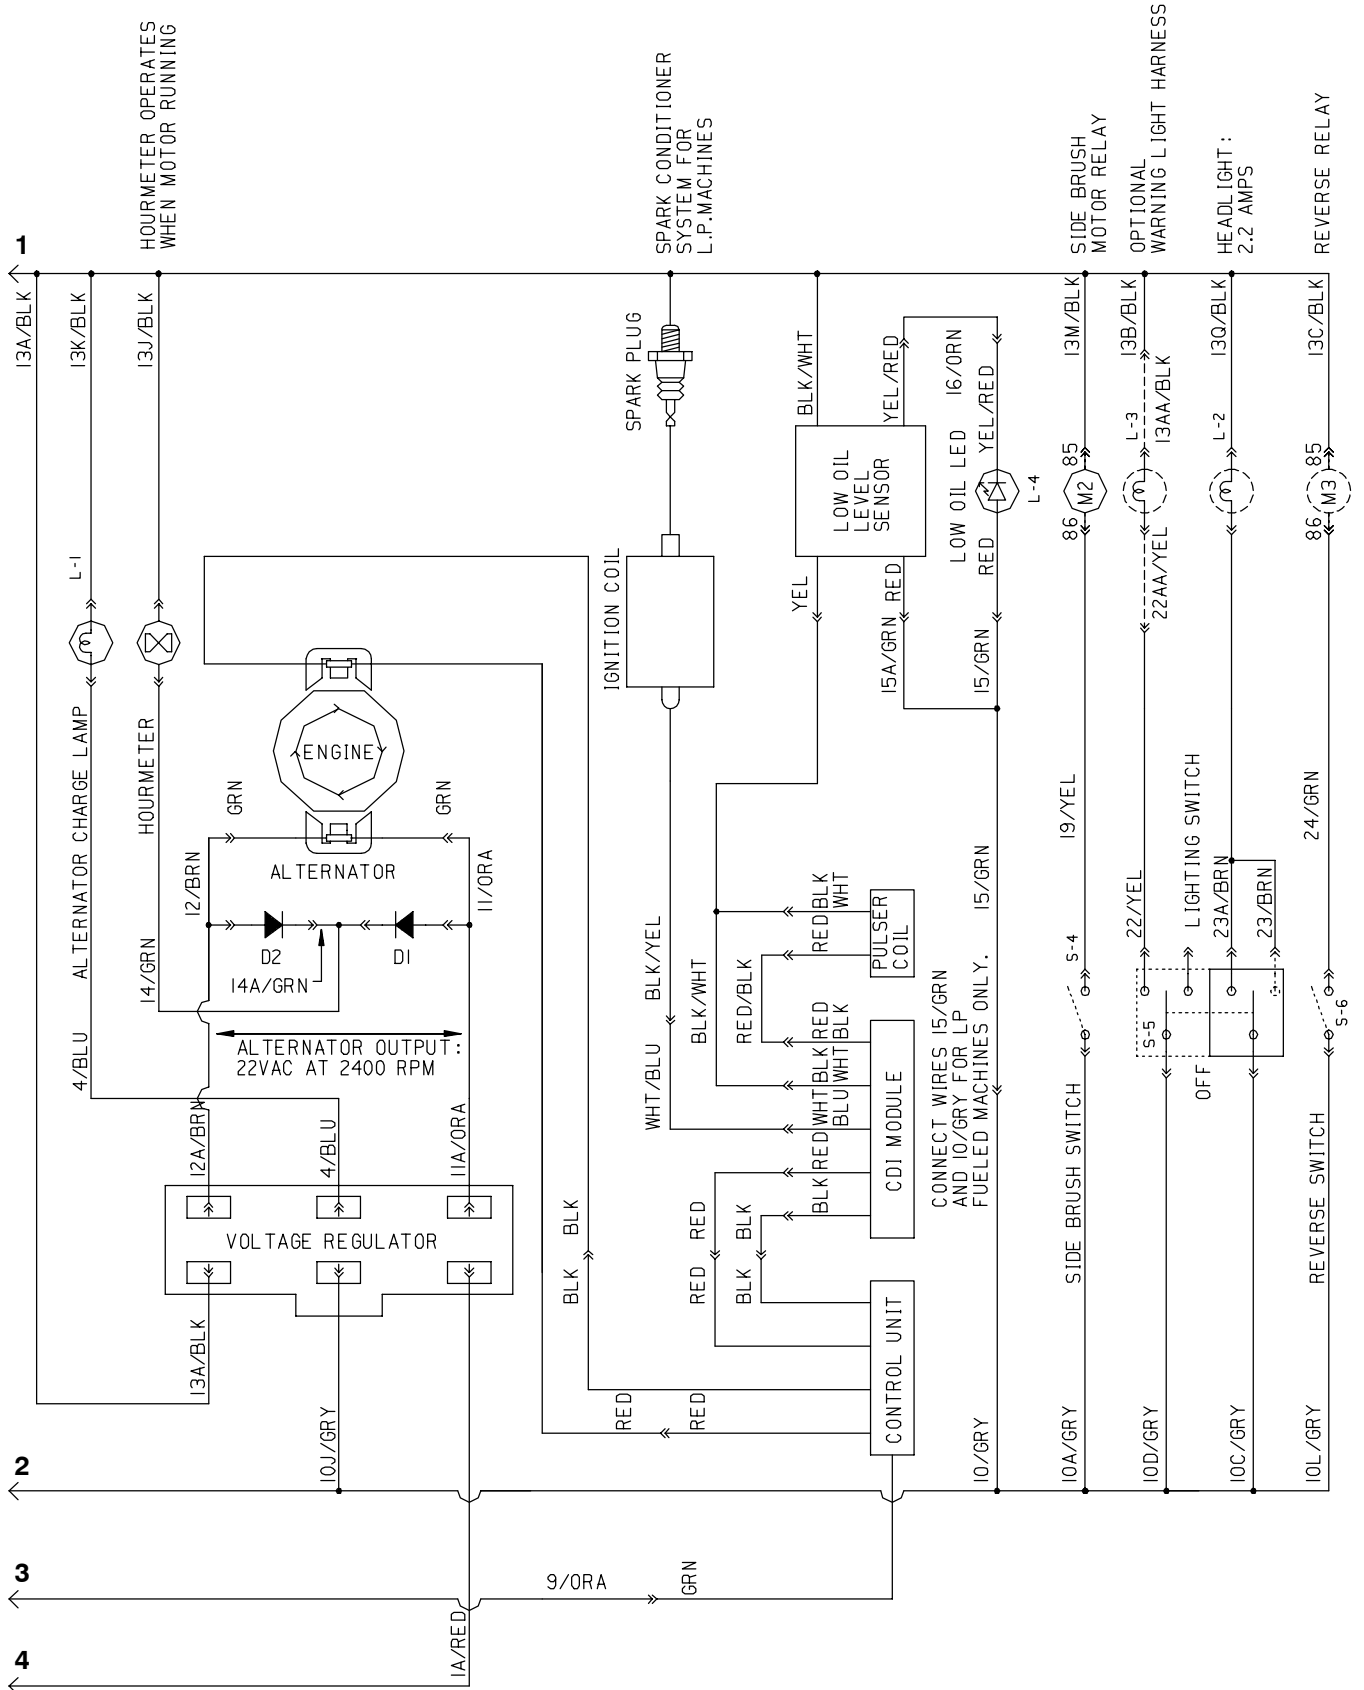 HOURMETER OPERATES
WHEN MOTOR RUNNING
SPARK CONDITIONER
SYSTEM FOR
L.P.MACHINES
SIDE BRUSH
MOTOR RELAY
OPTIONAL
WARNING LIGHT HARNESS
HEADLIGHT:
2.2 AMPS
REVERSE RELAY
1
13A/BLK
13K/BLK
13J/BLK
SPARK PLUG
BLK/WHT
YEL/RED
16/ORN
YEL/RED
13M/BLK
13B/BLK
13AA/BLK
13Q/BLK
13C/BLK
L-1
IGNITION COIL
LOW OIL
LEVEL
SENSOR
LOW OIL LED
L-4
85
M2
86
L-3
L-2
85
M3
86
YEL
RED
RED
22AA/YEL
15A/GRN
15/GRN
ALTERNATOR CHARGE LAMP
HOURMETER
ENGINE
GRN
GRN
ALTERNATOR
12/BRN
11/ORA
D2
D1
14/GRN
14A/GRN
4/BLU
ALTERNATOR OUTPUT:
22VAC AT 2400 RPM
BLK/YEL
WHT/BLU
BLK/WHT
RED/BLK
RED
BLK
WHT
PULSER
COIL
15/GRN
19/YEL
22/YEL
LIGHTING SWITCH
23A/BRN
23/BRN
24/GRN
S-4
S-5
S-6
OFF
12A/BRN
4/BLU
11A/ORA
BLK
RED
WHT
BLK
RED
BLU
WHT
BLK
CDI MODULE
CONNECT WIRES 15/GRN
AND 10/GRY FOR LP
FUELED MACHINES ONLY.
SIDE BRUSH SWITCH
REVERSE SWITCH
VOLTAGE REGULATOR
BLK
BLK
RED
RED
BLK
BLK
CONTROL UNIT
13A/BLK
10J/GRY
RED
RED
10/GRY
10A/GRY
10D/GRY
10C/GRY
10L/GRY
2
3
9/ORA
GRN
4
1A/RED